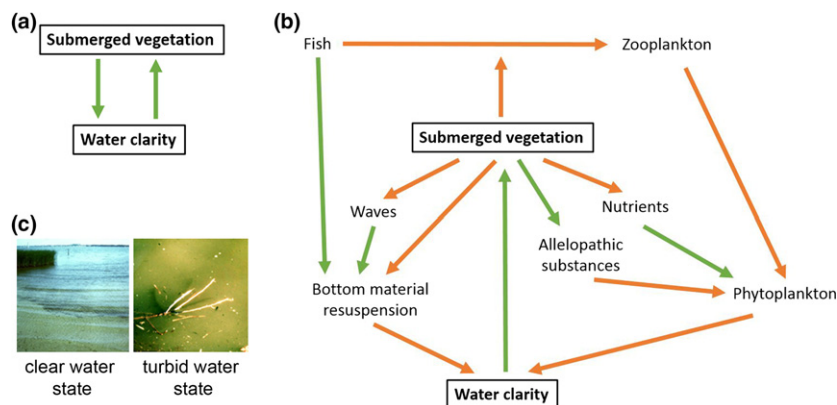 (a)
Submerged vegetation
Water clarity
(b)
Fish
Zooplankton
Submerged vegetation
Waves
Nutrients
Allelopathic
substances
Bottom material
resuspension
Phytoplankton
Water clarity
(c)
clear water
state
turbid water
state